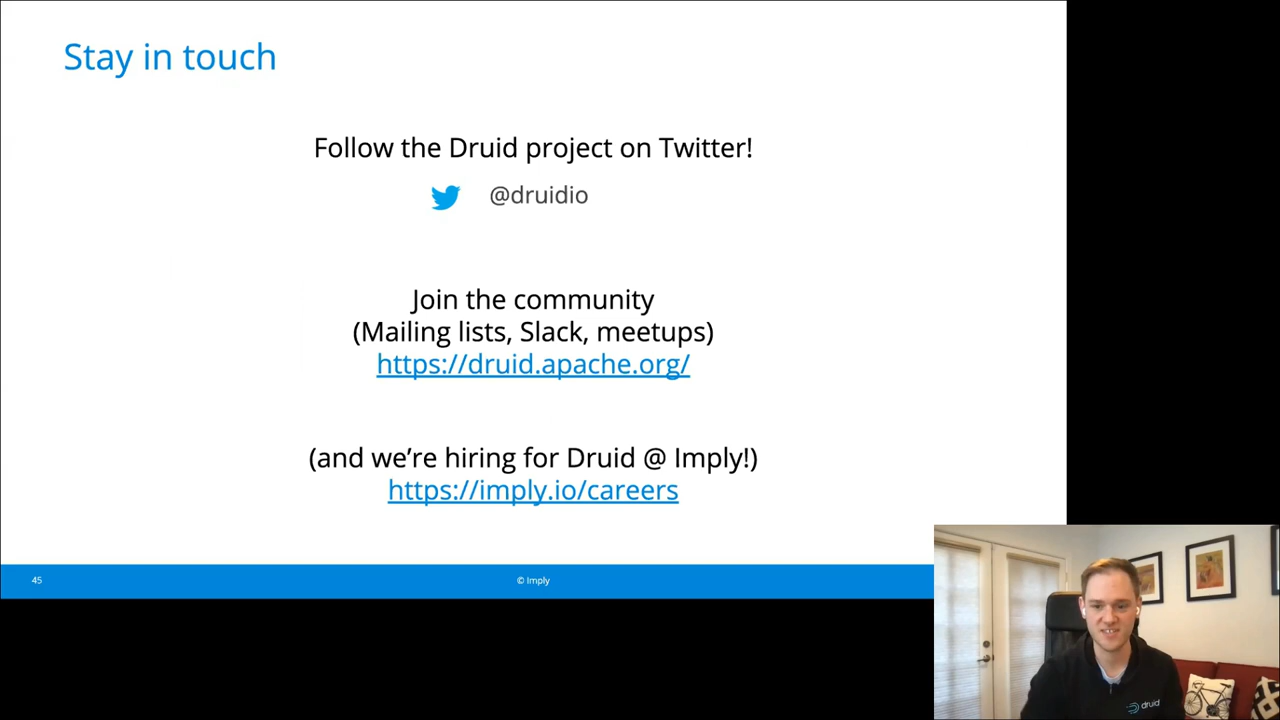 Stay in touch
Follow the Druid project on Twitter!
@druidio
Join the community
(Mailing lists, Slack, meetups)
https://druid.apache.org/
(and we’re hiring for Druid @ Imply!)
https://imply.io/careers
45
© Imply
druid